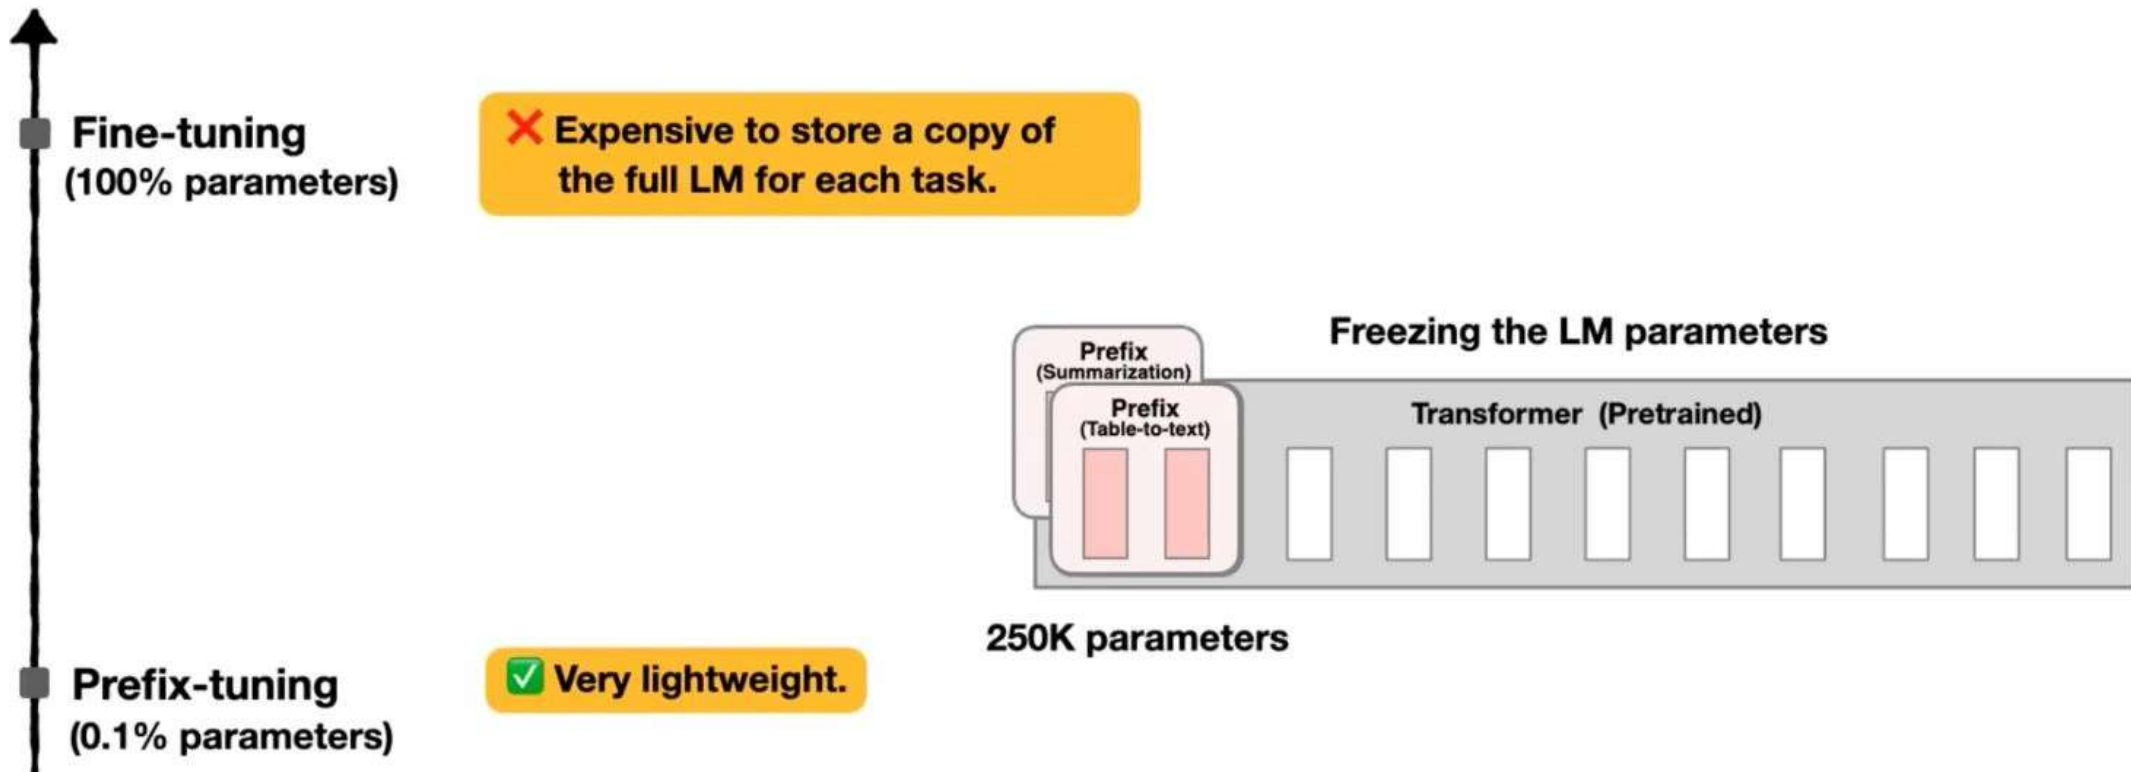 Fine-tuning
(100% parameters)
❌ Expensive to store a copy of
the full LM for each task.
Freezing the LM parameters
Prefix
(Summarization)
Prefix
(Table-to-text)
Transformer (Pretrained)
250K parameters
Prefix-tuning
(0.1% parameters)
✅ Very lightweight.